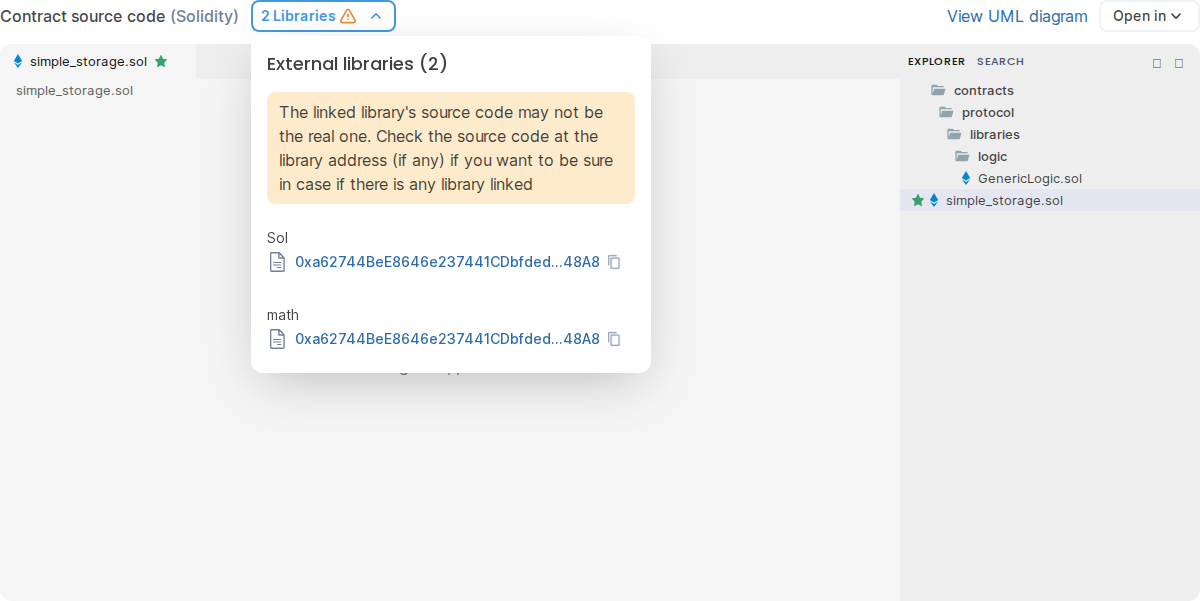 Contract source code (Solidity)
2 Libraries
View UML diagram
Open in
simple_storage.sol
simple_storage.sol
External libraries (2)
The linked library's source code may not be
the real one. Check the source code at the
library address (if any) if you want to be sure
in case if there is any library linked
Sol
0xa62744BeE8646e237441CDbfded...48A8
math
0xa62744BeE8646e237441CDbfded...48A8
EXPLORER SEARCH
contracts
protocol
libraries
logic
GenericLogic.sol
simple_storage.sol